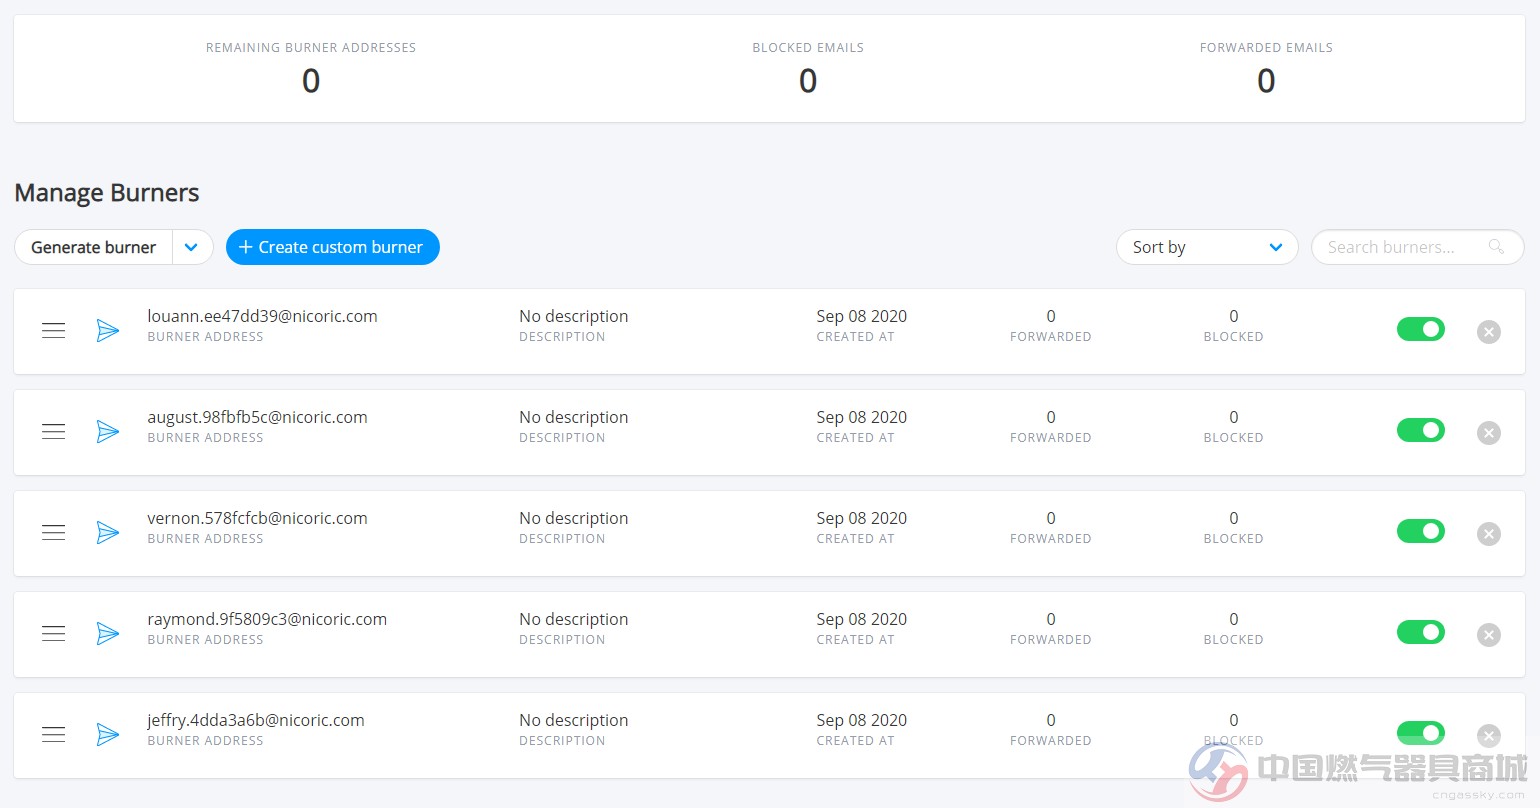 REMAINING BURNER ADDRESSES BLOCKED EMAILS FORWARDED EMAILS
0 0 0
Manage Burners
Generate burner + Create custom burner Sort by Search burners...
louann.ee47dd39@nicoric.com No description Sep 08 2020 0 0
BURNER ADDRESS DESCRIPTION CREATED AT FORWARDED BLOCKED
august.98fbfb5c@nicoric.com No description Sep 08 2020 0 0
BURNER ADDRESS DESCRIPTION CREATED AT FORWARDED BLOCKED
vernon.578fcfcb@nicoric.com No description Sep 08 2020 0 0
BURNER ADDRESS DESCRIPTION CREATED AT FORWARDED BLOCKED
raymond.9f5809c3@nicoric.com No description Sep 08 2020 0 0
BURNER ADDRESS DESCRIPTION CREATED AT FORWARDED BLOCKED
jeffry.4dda3a6b@nicoric.com No description Sep 08 2020 0 0
BURNER ADDRESS DESCRIPTION CREATED AT FORWARDED BLOCKED
中国燃气器具商城
cngassky.com